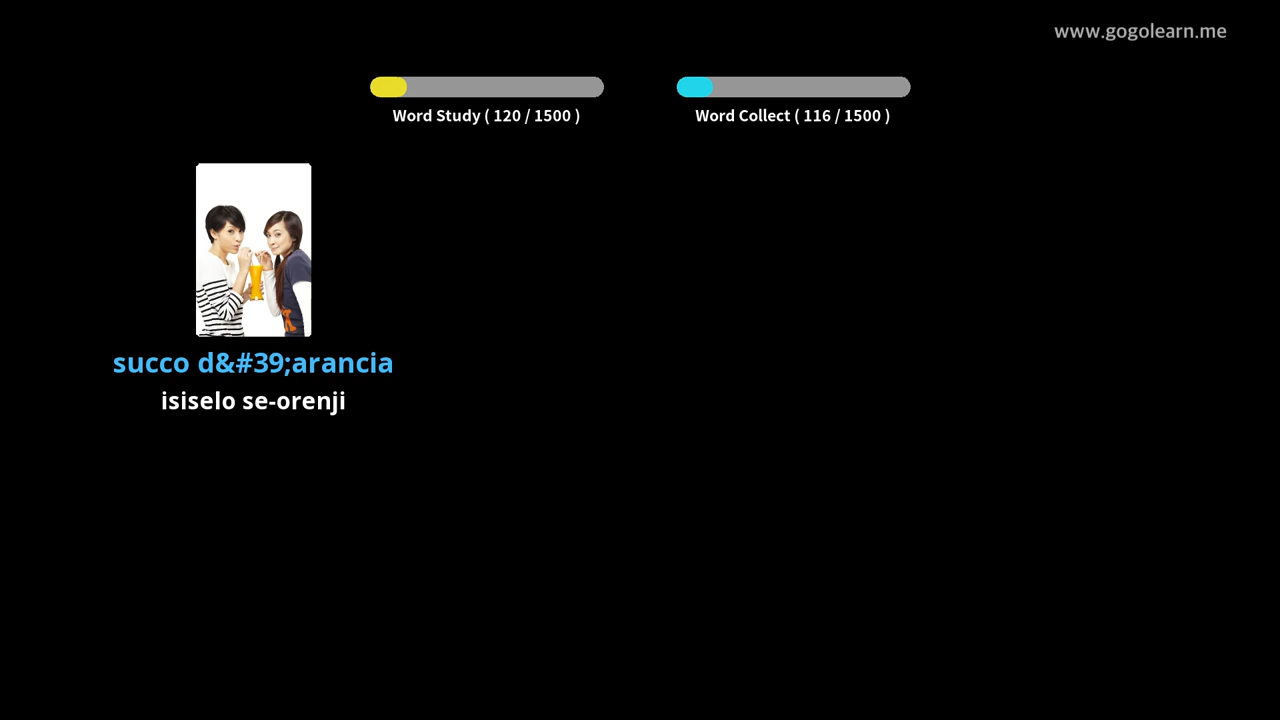 www.gogolearn.me
Word Study ( 120 / 1500 )
Word Collect ( 116 / 1500 )
succo d&#39;arancia
isiselo se-orenji